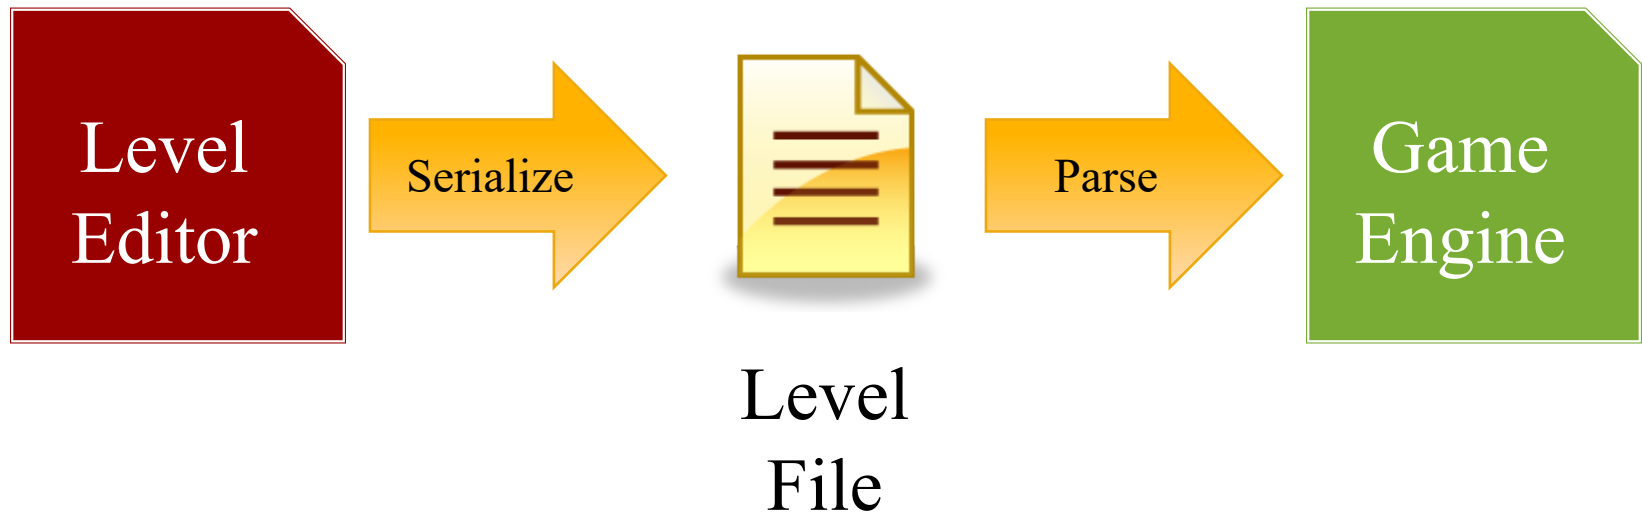 Level
Editor
Serialize
Level
File
Parse
Game
Engine